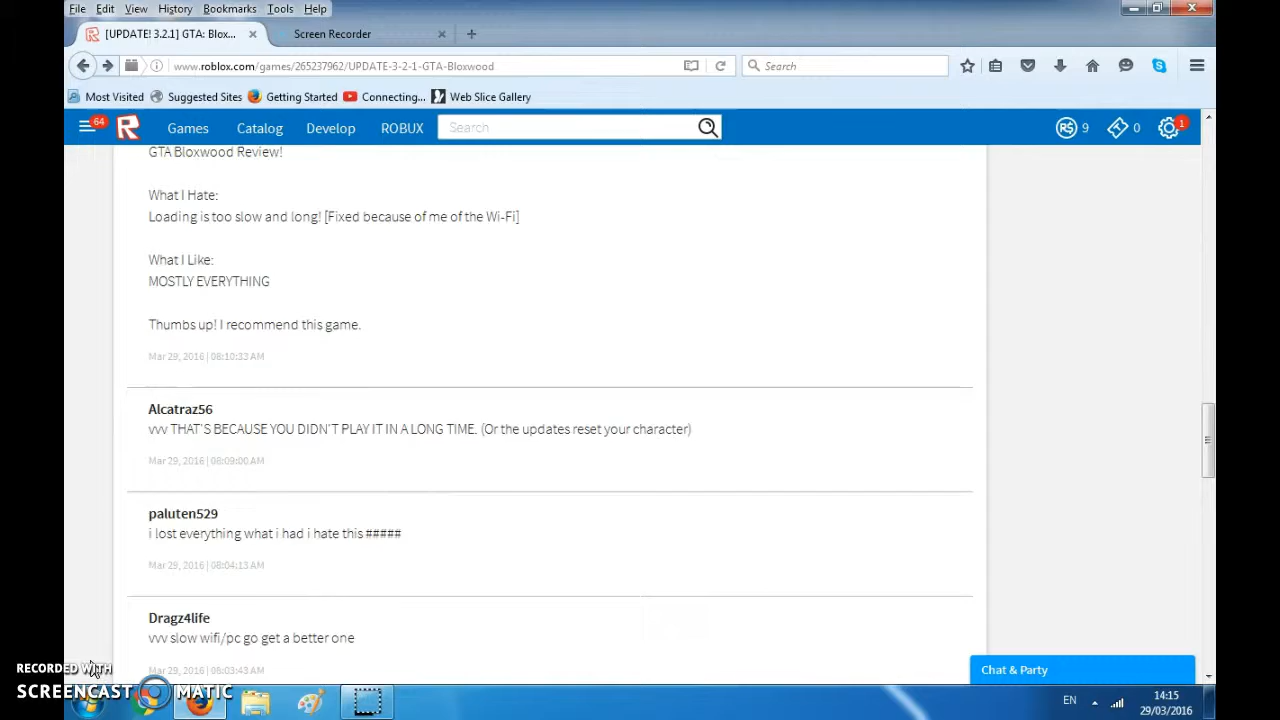 File Edit View History Bookmarks Tools Help
[UPDATE! 3.2.1] GTA: Blox... Screen Recorder
www.roblox.com/games/265237962/UPDATE-3-2-1-GTA-Bloxwood Search
Most Visited Suggested Sites Getting Started Connecting... Web Slice Gallery
64 R Games Catalog Develop ROBUX Search R$ 9 0 1
GTA Bloxwood Review!
What I Hate:
Loading is too slow and long! [Fixed because of me of the Wi-Fi]
What I Like:
MOSTLY EVERYTHING
Thumbs up! I recommend this game.
Mar 29, 2016 | 08:10:33 AM
Alcatraz56
vvv THAT'S BECAUSE YOU DIDN'T PLAY IT IN A LONG TIME. (Or the updates reset your character)
Mar 29, 2016 | 08:09:00 AM
paluten529
i lost everything what i had i hate this #####
Mar 29, 2016 | 08:04:13 AM
Dragz4life
vvv slow wifi/pc go get a better one
Mar 29, 2016 | 08:03:43 AM
Chat & Party
RECORDED WITH
SCREENCAST MATIC
EN 14:15
29/03/2016